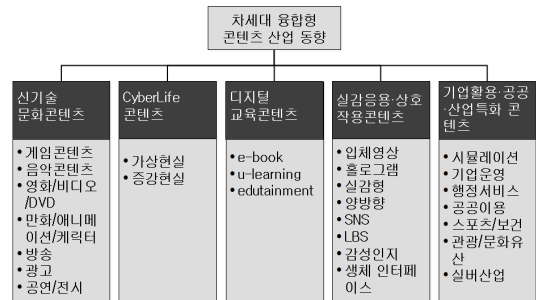 차세대 융합형
콘텐츠 산업 동향
신기술
문화콘텐츠
• 게임콘텐츠
• 음악콘텐츠
• 영화/비디오
/DVD
• 만화/애니메
이션/케릭터
• 방송
• 광고
• 공연/전시
CyberLife
콘텐츠
• 가상현실
• 증강현실
디지털
교육콘텐츠
• e-book
• u-learning
• edutainment
실감응용·상호
작용콘텐츠
• 입체영상
• 홀로그램
• 실감형
• 양방향
• SNS
• LBS
• 감성인지
• 생체 인터페
이스
기업활용·공공
·산업특화 콘
텐츠
• 시뮬레이션
• 기업운영
• 행정서비스
• 공공이용
• 스포츠/보건
• 관광/문화유
산
• 실버산업